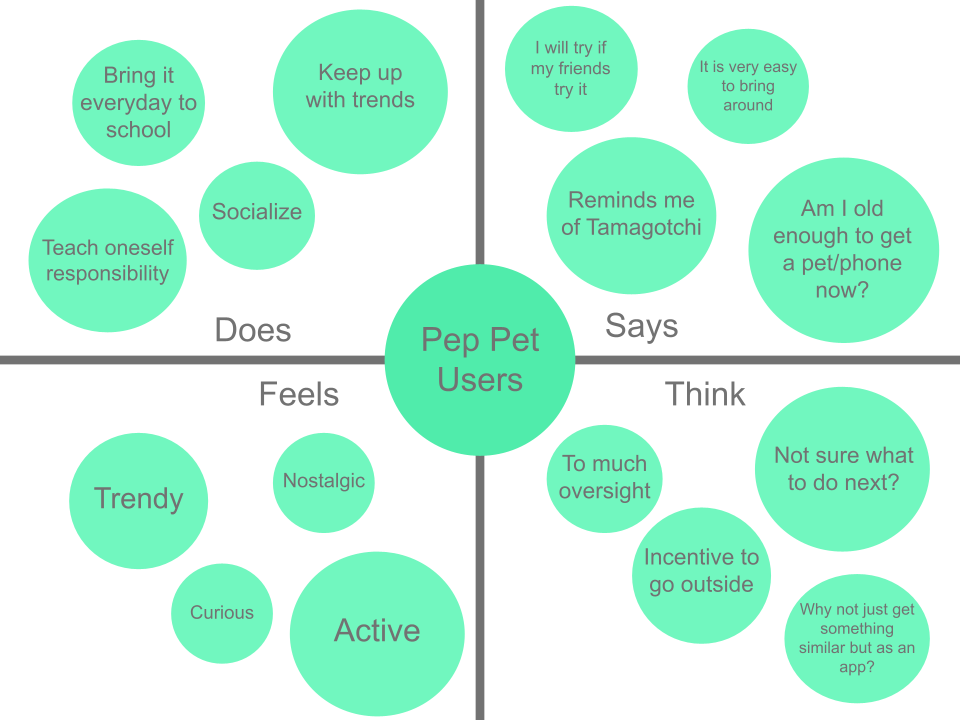 Bring it
everyday to
school
Keep up
with trends
Socialize
Teach oneself
responsibility
Does
I will try if
my friends
try it
It is very easy
to bring
around
Reminds me
of Tamagotchi
Am I old
enough to get
a pet/phone
now?
Says
Pep Pet
Users
Feels
Trendy
Nostalgic
Curious
Active
Think
To much
oversight
Not sure what
to do next?
Incentive to
go outside
Why not just get
something
similar but as an
app?